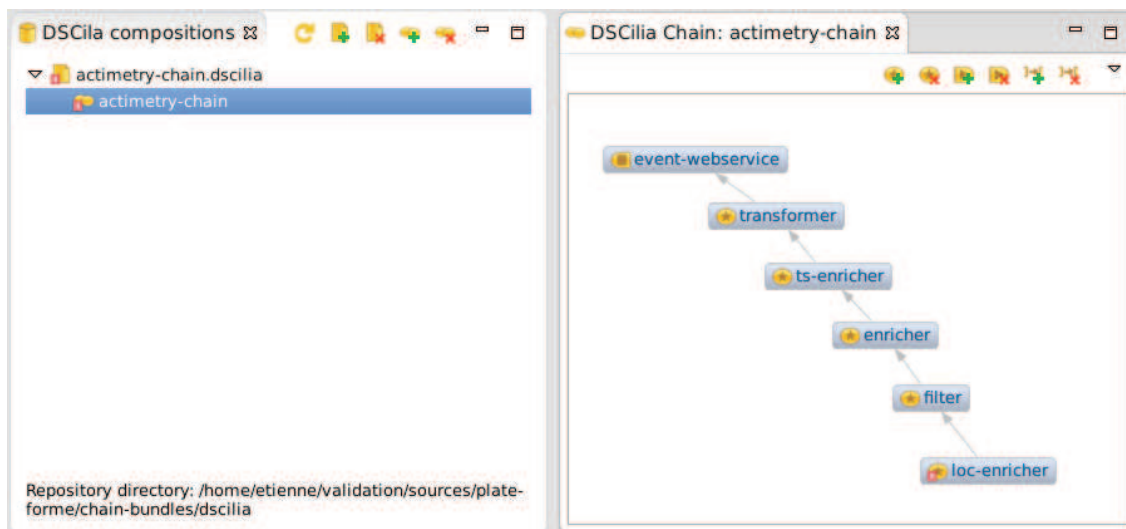 DSCila compositions
actimetry-chain.dscilia
actimetry-chain
Repository directory: /home/etienne/validation/sources/plate-
forme/chain-bundles/dscilia
DSCilia Chain: actimetry-chain
event-webservice
transformer
ts-enricher
enricher
filter
loc-enricher